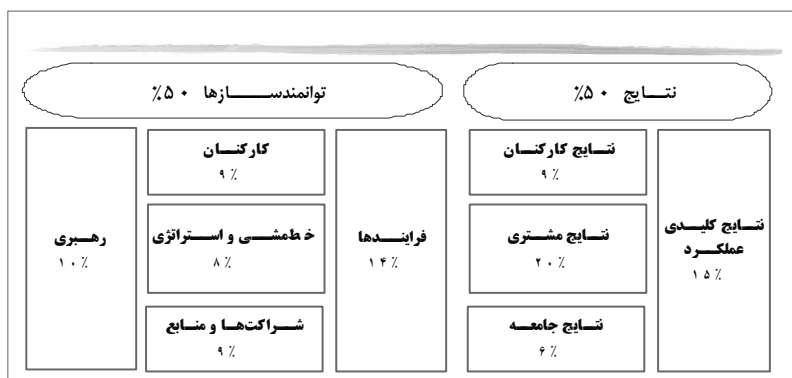 توانمندسازها ۵۰٪
نتایج ۵۰٪
رهبری
۱۰٪
کارکنان
۹٪
خط‌مشی و استراتژی
۸٪
شراکت‌ها و منابع
۹٪
فرایندها
۱۴٪
نتایج کارکنان
۹٪
نتایج مشتری
۲۰٪
نتایج جامعه
۶٪
نتایج کلیدی
عملکرد
۱۵٪